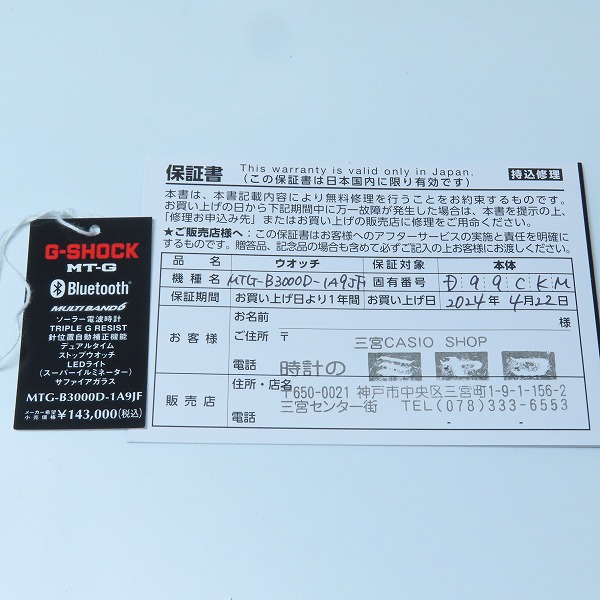 保証書
This warranty is valid only in Japan.
(この保証書は日本国内に限り有効です)
持込修理
本書は、本書記載内容により無料修理を行うことをお約束するものです。
お買い上げの日から下記期間中に万一故障が発生した場合は、本書を提示の上、
「修理お申込み先」またはお買い上げの販売店に修理をご用命ください。
★ご販売店様へ:この保証書はお客様へのアフターサービスの実施と責任を明確に
するものです。贈答品、記念品の場合も含めて必ずご記入の上お客様にお渡しください。
品名 ウオッチ 保証対象 本体
機種名 MTG-B3000D-1A9JF 固有番号 D99CKM
保証期間 お買い上げ日より1年間 お買い上げ日 2024年4月22日
お客様 お名前 様
ご住所 〒
三宮CASIO SHOP
電話
時計の
販売店 住所・店名
〒650-0021 神戸市中央区三宮町1-9-1-156-2
三宮センター街 TEL(078)333-6553
電話
G-SHOCK
MT-G
Bluetooth®
MULTI BAND 6
ソーラー電波時計
TRIPLE G RESIST
針位置自動補正機能
デュアルタイム
ストップウオッチ
LEDライト
(スーパーイルミネーター)
サファイアガラス
MTG-B3000D-1A9JF
メーカー希望小売価格 ¥143,000(税込)